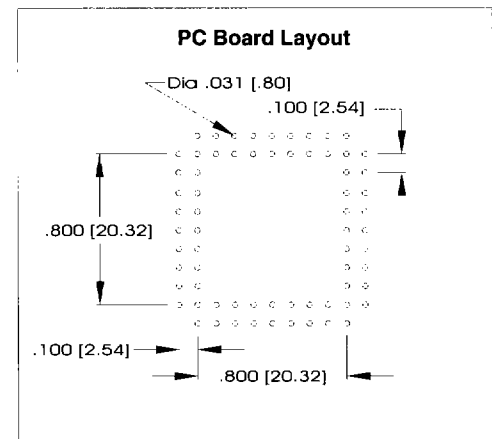 PC Board Layout
Dia .031 [.80]
.100 [2.54]
.800 [20.32]
.100 [2.54]
.800 [20.32]